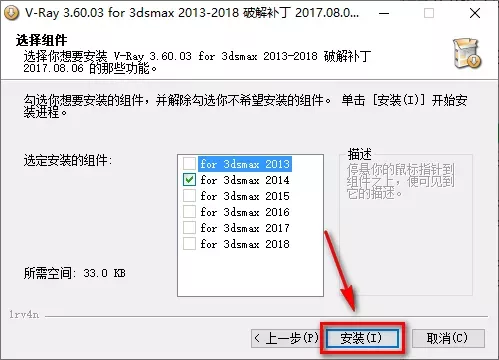 V-Ray 3.60.03 for 3dsmax 2013-2018 破解补丁 2017.08.0...
选择组件
选择你想要安装 V-Ray 3.60.03 for 3dsmax 2013-2018 破解补丁
2017.08.06 的那些功能。
勾选你想要安装的组件，并解除勾选你不希望安装的组件。 单击 [安装(I)] 开始安
装进程。
选定安装的组件:
for 3dsmax 2013
for 3dsmax 2014
for 3dsmax 2015
for 3dsmax 2016
for 3dsmax 2017
for 3dsmax 2018
描述
停悬你的鼠标指针到
组件之上，便可见到
它的描述。
所需空间: 33.0 KB
lrv4n
< 上一步(P)
安装(I)
取消(C)